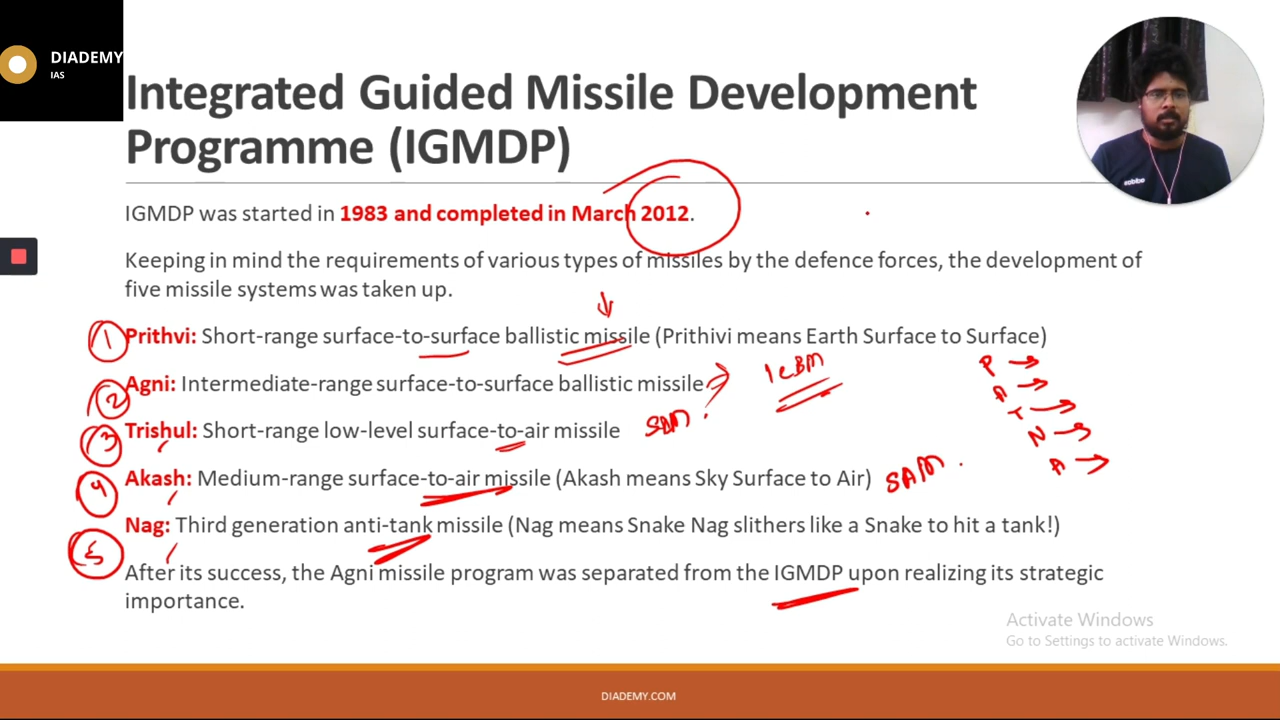 DIADEMY
IAS
Integrated Guided Missile Development
Programme (IGMDP)
IGMDP was started in 1983 and completed in March 2012.
Keeping in mind the requirements of various types of missiles by the defence forces, the development of
five missile systems was taken up.
1 Prithvi: Short-range surface-to-surface ballistic missile (Prithivi means Earth Surface to Surface)
2 Agni: Intermediate-range surface-to-surface ballistic missile ICBM
3 Trishul: Short-range low-level surface-to-air missile SAM
4 Akash: Medium-range surface-to-air missile (Akash means Sky Surface to Air) SAM
5 Nag: Third generation anti-tank missile (Nag means Snake Nag slithers like a Snake to hit a tank!)
P
A
T
N
A
After its success, the Agni missile program was separated from the IGMDP upon realizing its strategic
importance.
Activate Windows
Go to Settings to activate Windows.
DIADEMY.COM